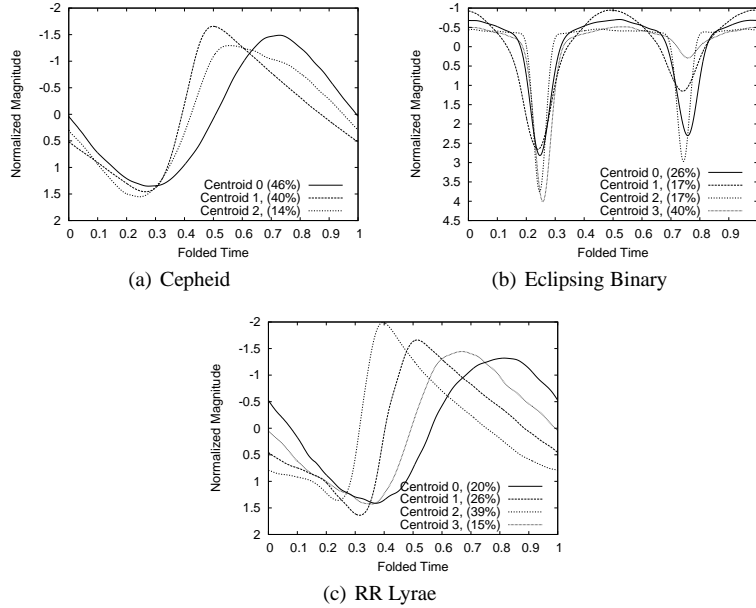 -2
-1.5
-1
-0.5
0
0.5
1
1.5
2
Normalized Magnitude
0 0.1 0.2 0.3 0.4 0.5 0.6 0.7 0.8 0.9 1
Folded Time
Centroid 0 (46%)
Centroid 1, (40%)
Centroid 2, (14%)
(a) Cepheid
-1
-0.5
0
0.5
1
1.5
2
2.5
3
3.5
4
4.5
Normalized Magnitude
0 0.1 0.2 0.3 0.4 0.5 0.6 0.7 0.8 0.9 1
Folded Time
Centroid 0, (26%)
Centroid 1, (17%)
Centroid 2, (17%)
Centroid 3, (40%)
(b) Eclipsing Binary
-2
-1.5
-1
-0.5
0
0.5
1
1.5
2
Normalized Magnitude
0 0.1 0.2 0.3 0.4 0.5 0.6 0.7 0.8 0.9 1
Folded Time
Centroid 0, (20%)
Centroid 1, (26%)
Centroid 2, (39%)
Centroid 3, (15%)
(c) RR Lyrae